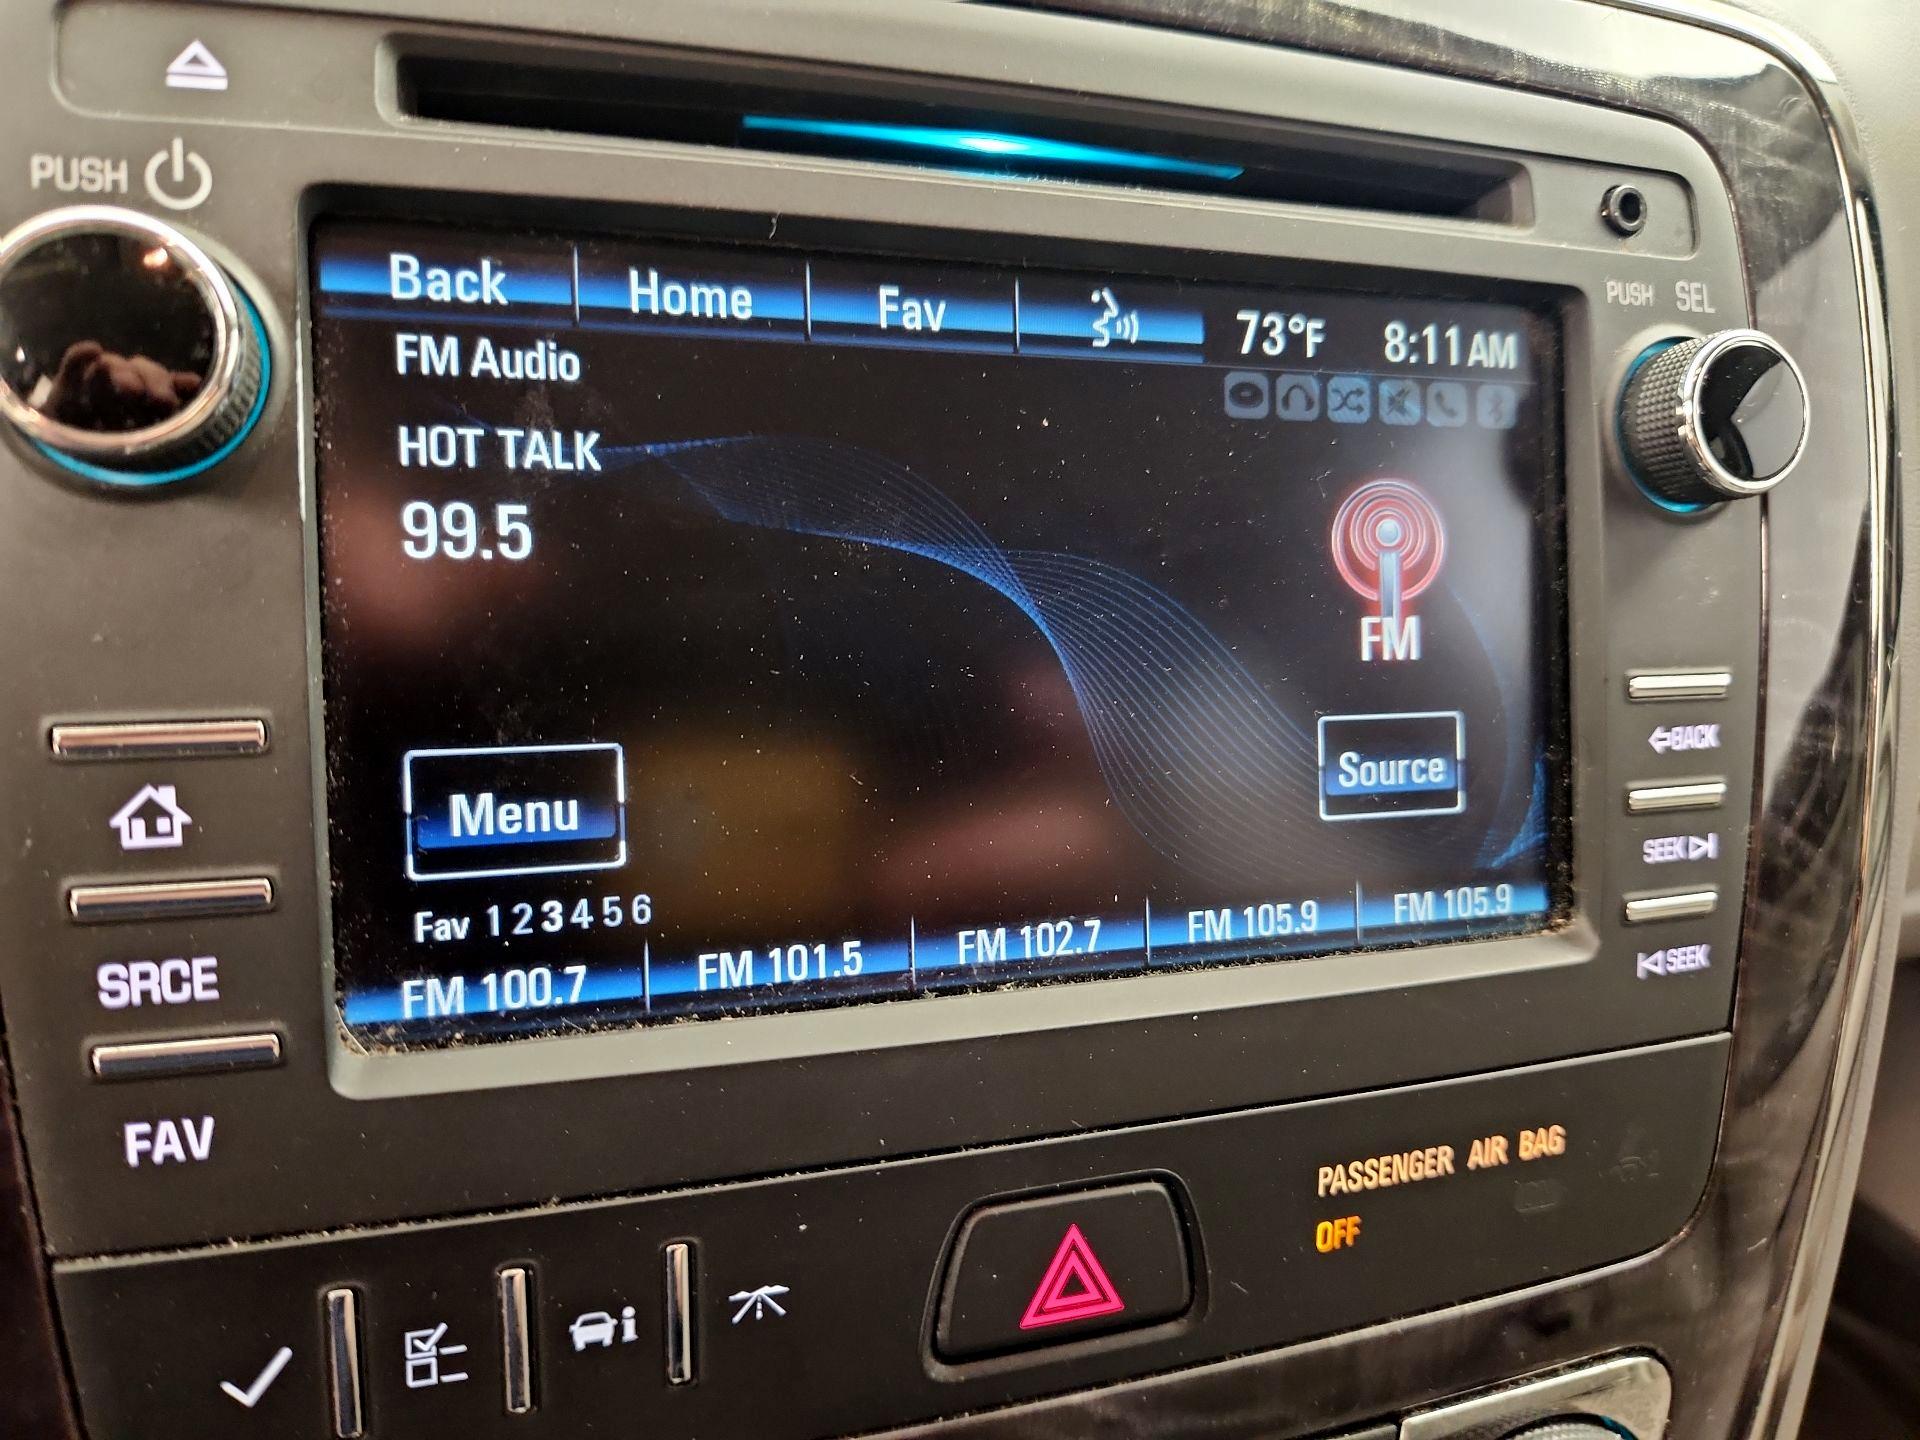 PUSH
PUSH SEL
Back Home Fav 73°F 8:11 AM
FM Audio
HOT TALK
99.5
FM
Menu
Source
Fav 1 2 3 4 5 6
FM 100.7 FM 101.5 FM 102.7 FM 105.9 FM 105.9
BACK
SEEK
SEEK
SRCE
FAV
PASSENGER AIR BAG
OFF